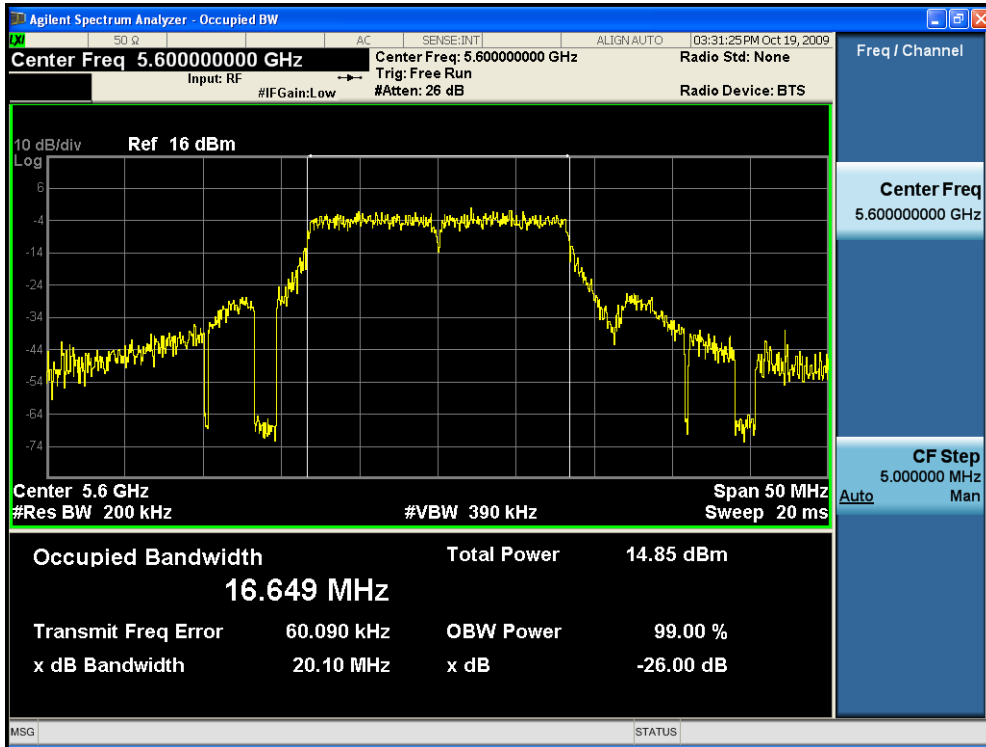 Agilent Spectrum Analyzer - Occupied BW
LXI 50 Ω AC SENSE:INT ALIGN AUTO 03:31:25 PM Oct 19, 2009
Center Freq 5.600000000 GHz
Input: RF
#IFGain:Low
Center Freq: 5.600000000 GHz
Trig: Free Run
#Atten: 26 dB
Radio Std: None
Radio Device: BTS
Freq / Channel
10 dB/div Ref 16 dBm
Log
6
-4
-14
-24
-34
-44
-54
-64
-74
Center 5.6 GHz Span 50 MHz
#Res BW 200 kHz #VBW 390 kHz Sweep 20 ms
Center Freq
5.600000000 GHz
CF Step
5.000000 MHz
Auto Man
Occupied Bandwidth Total Power 14.85 dBm
16.649 MHz
Transmit Freq Error 60.090 kHz OBW Power 99.00 %
x dB Bandwidth 20.10 MHz x dB -26.00 dB
MSG STATUS